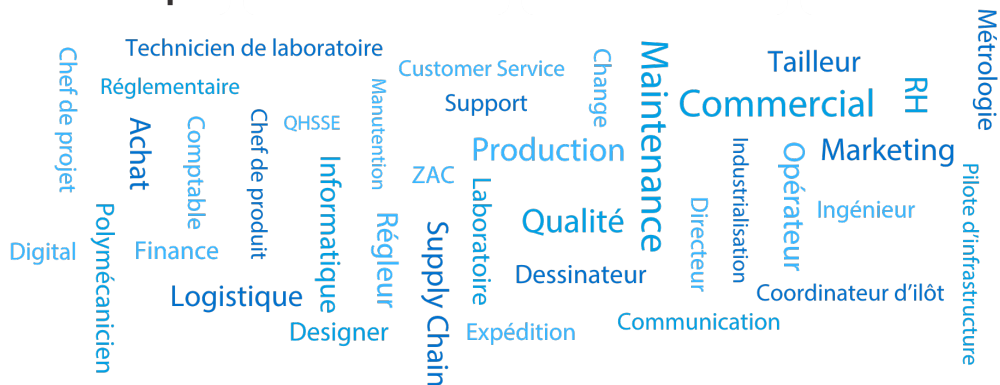 Métrologie
Technicien de laboratoire
Chef de projet
Customer Service
Change
Maintenance
Tailleur
Réglementaire
Manutention
Support
Commercial
RH
Chef de produit
QHSSE
Achat
Comptable
Production
Industrialisation
Opérateur
Marketing
Informatique
ZAC
Laboratoire
Pilote d'infrastructure
Polymécanicien
Régleur
Supply Chain
Qualité
Directeur
Ingénieur
Digital
Finance
Dessinateur
Logistique
Coordinateur d'ilôt
Designer
Expédition
Communication